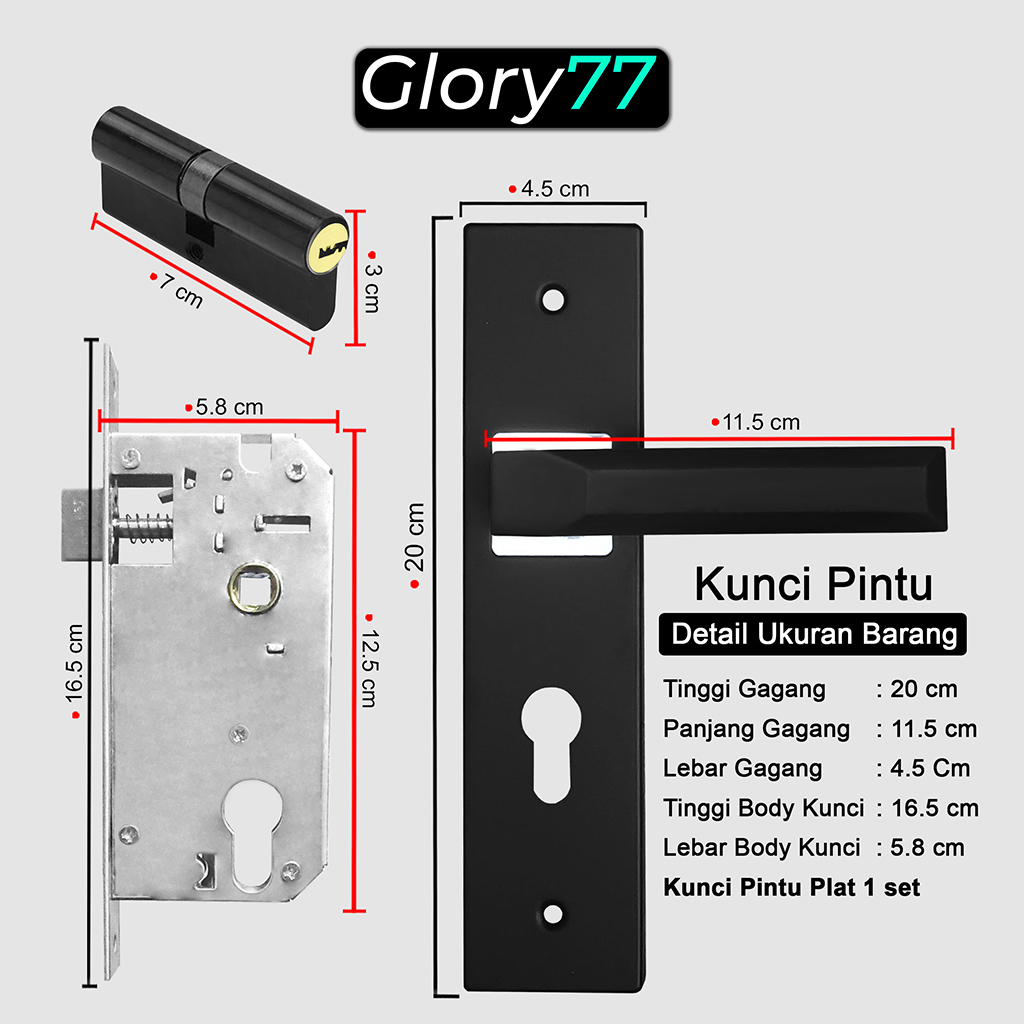 Glory77
4.5 cm
3 cm
7 cm
5.8 cm
11.5 cm
20 cm
16.5 cm
12.5 cm
Kunci Pintu
Detail Ukuran Barang
Tinggi Gagang : 20 cm
Panjang Gagang : 11.5 cm
Lebar Gagang : 4.5 Cm
Tinggi Body Kunci : 16.5 cm
Lebar Body Kunci : 5.8 cm
Kunci Pintu Plat 1 set